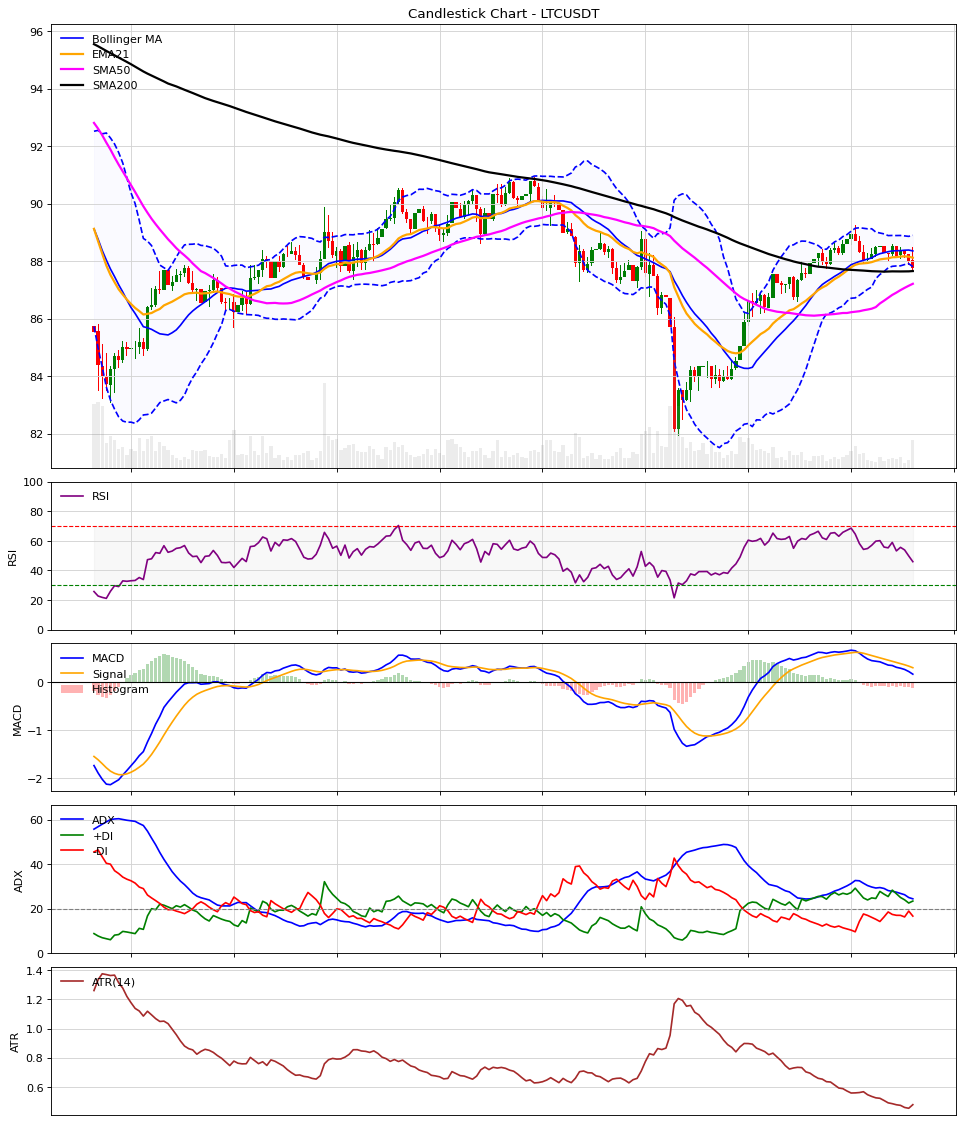 Candlestick Chart - LTCUSDT
96
94
92
90
88
86
84
82
Bollinger MA
EMA21
SMA50
SMA200
RSI
100
80
60
40
20
0
RSI
MACD
0
−1
−2
MACD
Signal
Histogram
ADX
60
40
20
0
ADX
+DI
-DI
ATR
1.4
1.2
1.0
0.8
0.6
ATR(14)